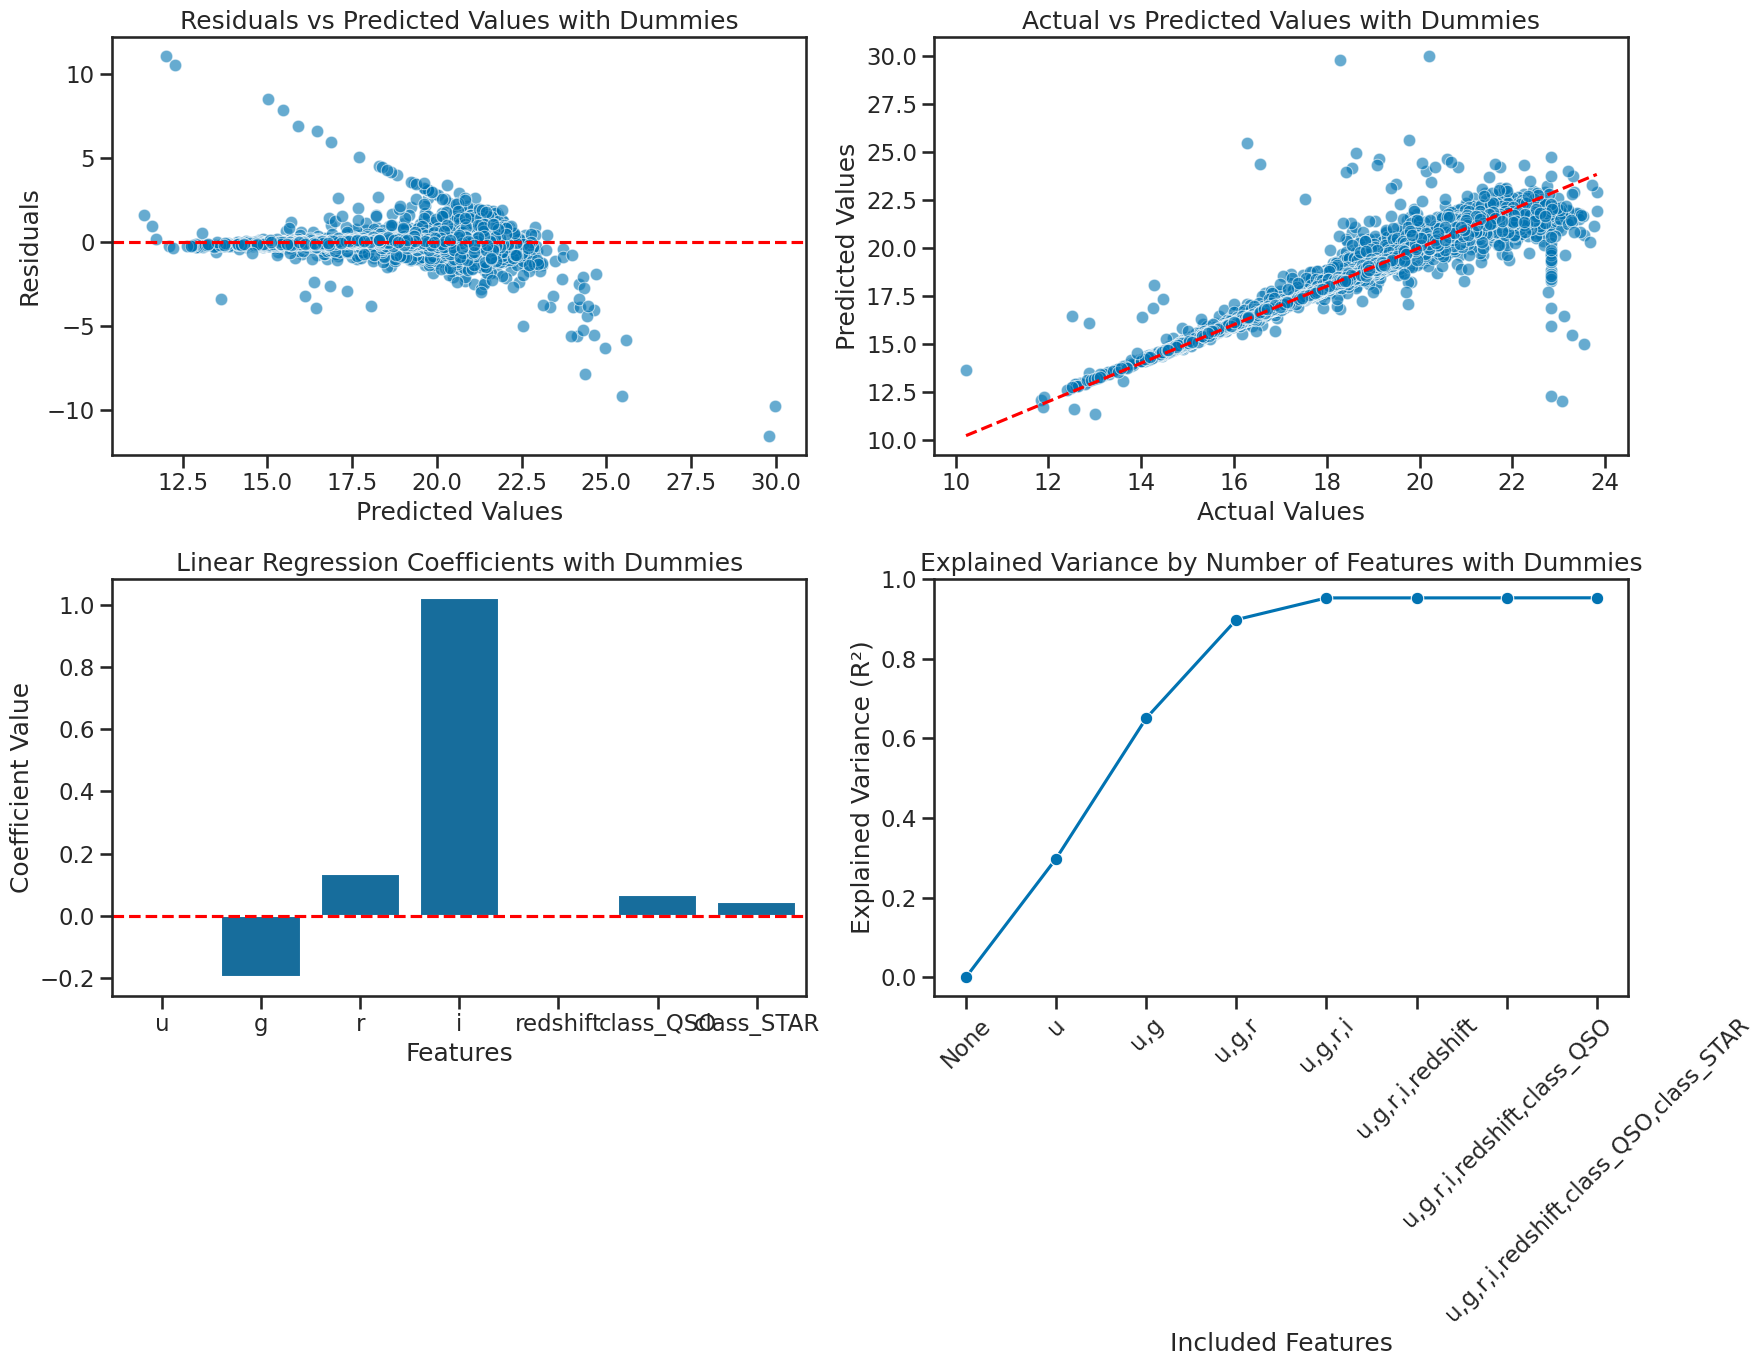 Residuals vs Predicted Values with Dummies
Residuals
10
5
0
−5
−10
12.5 15.0 17.5 20.0 22.5 25.0 27.5 30.0
Predicted Values
Actual vs Predicted Values with Dummies
Predicted Values
30.0
27.5
25.0
22.5
20.0
17.5
15.0
12.5
10.0
10 12 14 16 18 20 22 24
Actual Values
Linear Regression Coefficients with Dummies
Coefficient Value
1.0
0.8
0.6
0.4
0.2
0.0
−0.2
u g r i redshift class_QSO class_STAR
Features
Explained Variance by Number of Features with Dummies
Explained Variance (R²)
1.0
0.8
0.6
0.4
0.2
0.0
None
u
u,g
u,g,r
u,g,r,i
u,g,r,i,redshift
u,g,r,i,redshift,class_QSO
u,g,r,i,redshift,class_QSO,class_STAR
Included Features